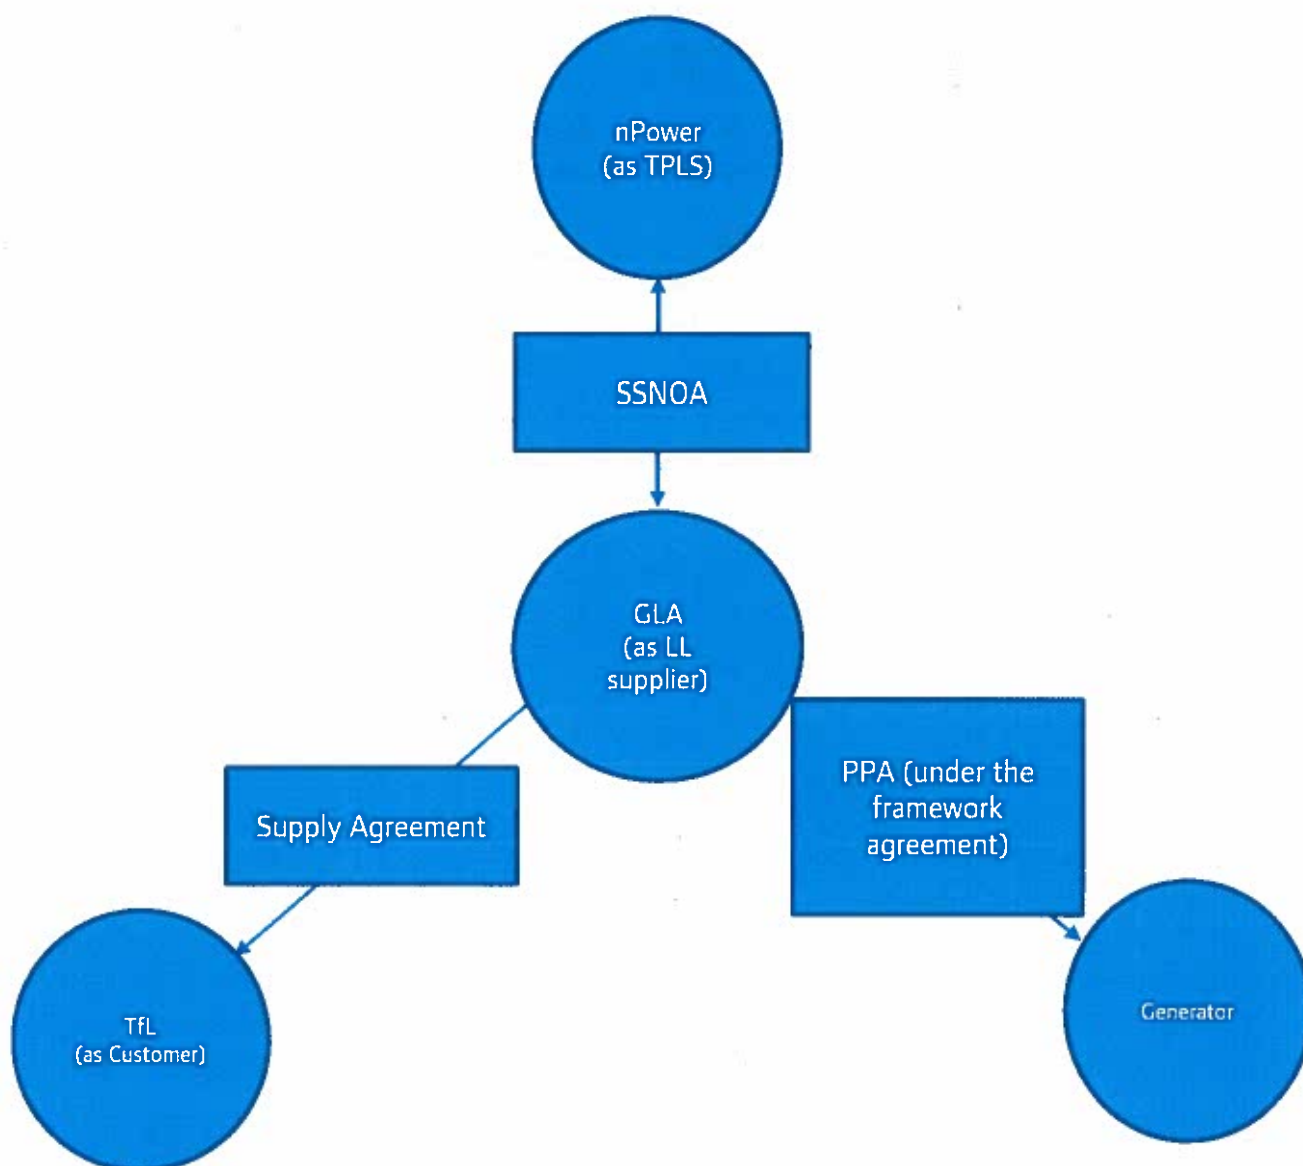 nPower
(as TPLS)
SSNOA
GLA
(as LL
supplier)
PPA (under the
framework
agreement)
Supply Agreement
Generator
TfL
(as Customer)